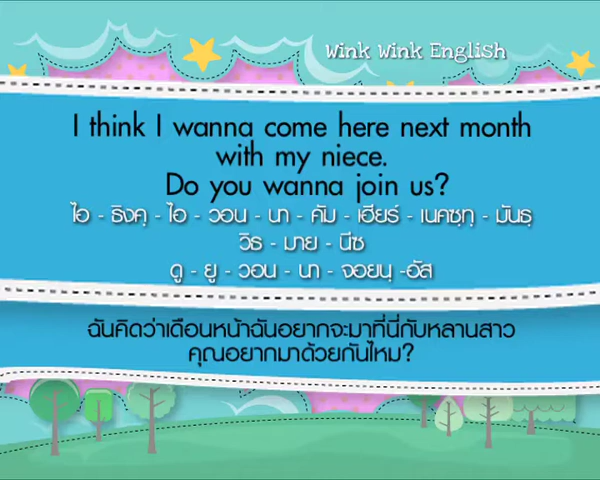 Wink Wink English
I think I wanna come here next month
with my niece.
Do you wanna join us?
ไอ - ธิงคฺ - ไอ - วอน - นา - คัม - เฮียร์ - เนคซฺทฺ - มันธฺ
วิธ - มาย - นีซ
ดู - ยู - วอน - นา - จอยนฺ -อัส
ฉันคิดว่าเดือนหน้าฉันอยากจะมาที่นี่กับหลานสาว
คุณอยากมาด้วยกันไหม?